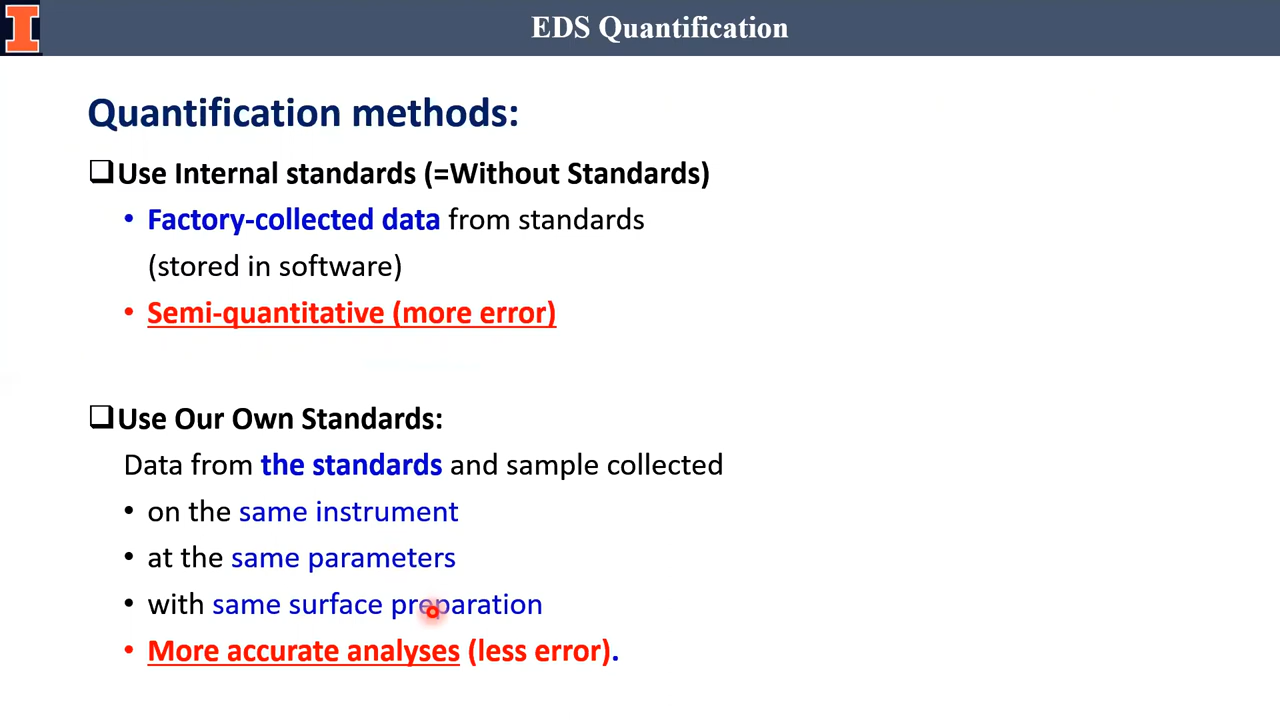 EDS Quantification
Quantification methods:
❑Use Internal standards (=Without Standards)
• Factory-collected data from standards
(stored in software)
• Semi-quantitative (more error)
❑Use Our Own Standards:
Data from the standards and sample collected
• on the same instrument
• at the same parameters
• with same surface preparation
• More accurate analyses (less error).